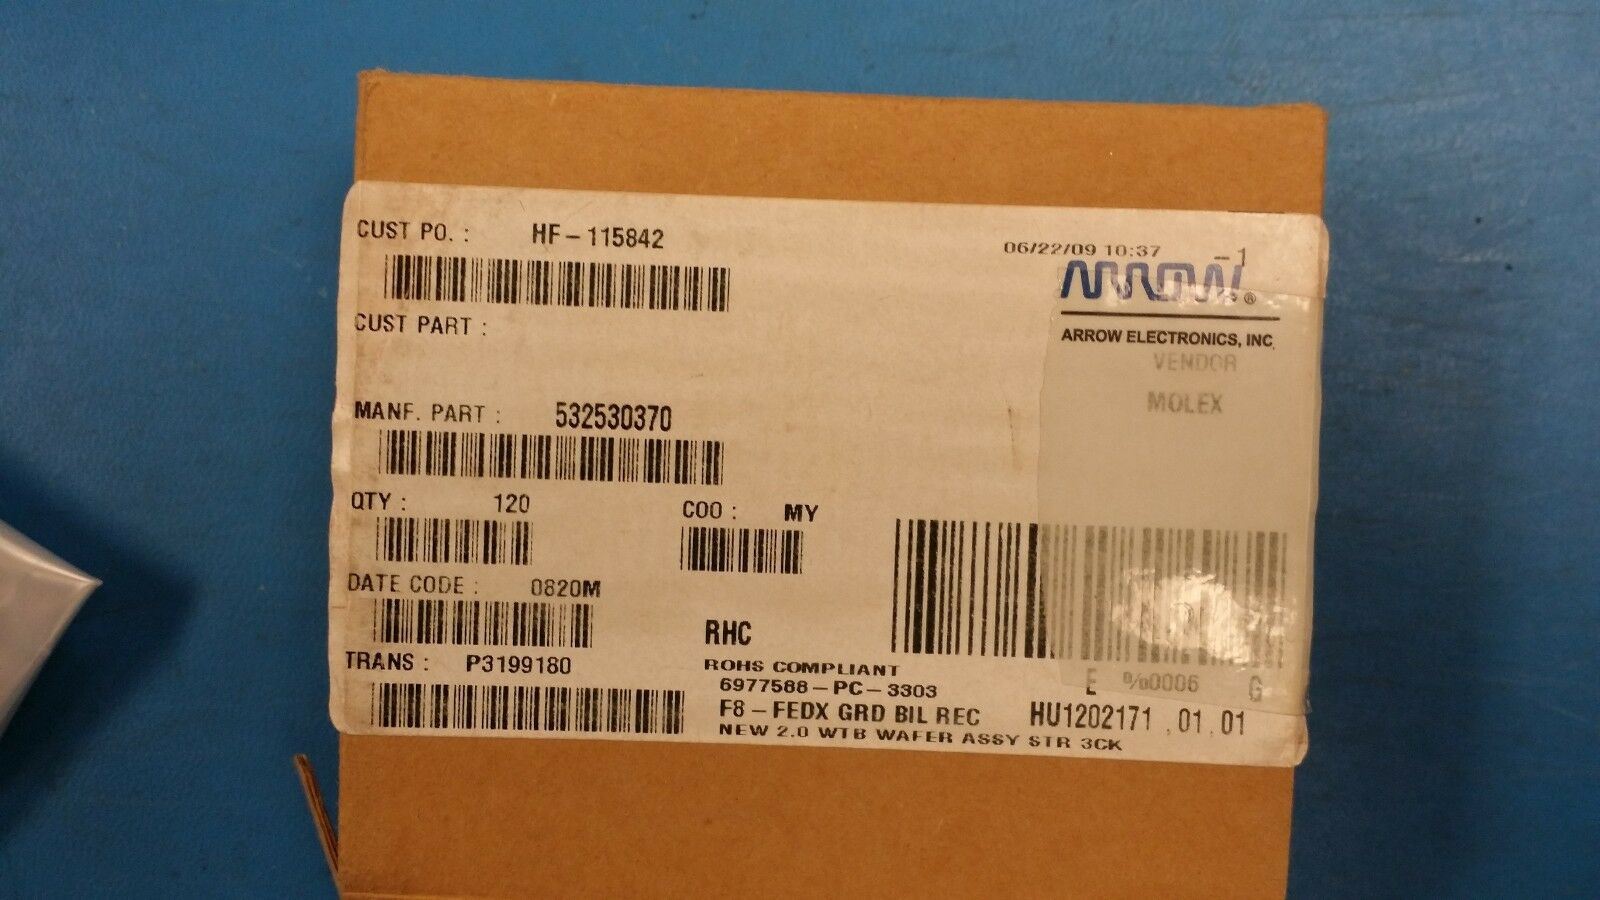 CUST PO. : HF-115842
06/22/09 10:37 -1
ARROW ®
CUST PART :
ARROW ELECTRONICS, INC.
VENDOR
MOLEX
MANF. PART : 532530370
QTY : 120
COO : MY
DATE CODE : 0820M
RHC
TRANS : P3199180
ROHS COMPLIANT
6977588-PC-3303
E G
F8-FEDX GRD BIL REC
HU1202171 .01.01
NEW 2.0 WTB WAFER ASSY STR 3CK